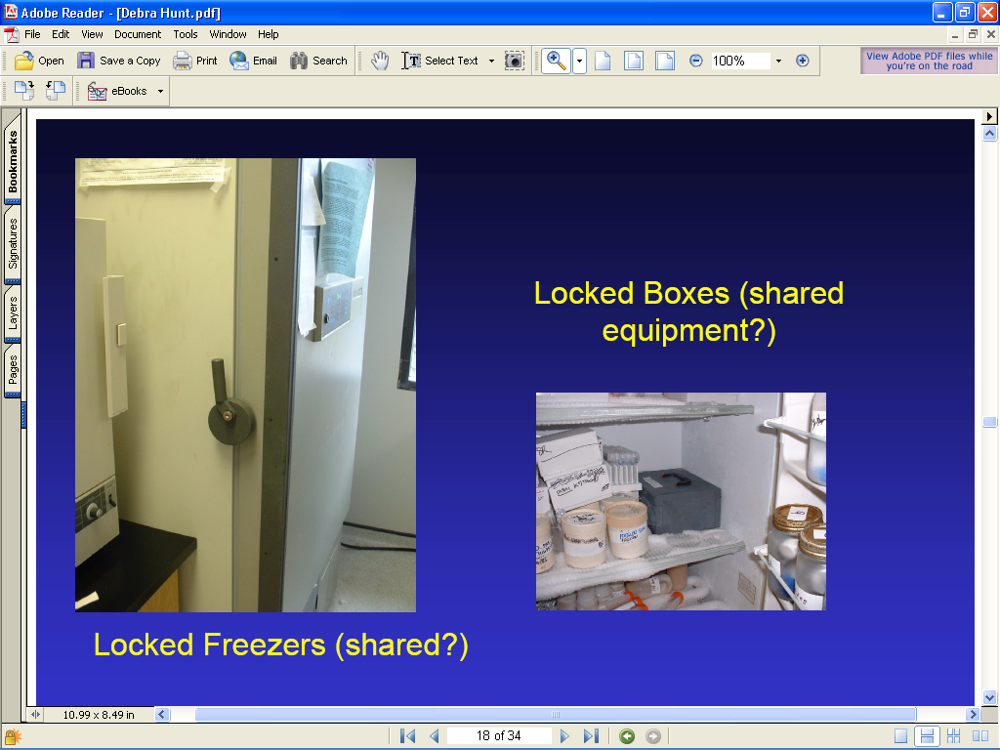 Adobe Reader - [Debra Hunt.pdf]
File Edit View Document Tools Window Help
Open Save a Copy Print Email Search Select Text 100%
View Adobe PDF files while
you're on the road
eBooks
Bookmarks
Signatures
Layers
Pages
Locked Boxes (shared
equipment?)
Locked Freezers (shared?)
10.99 x 8.49 in
18 of 34